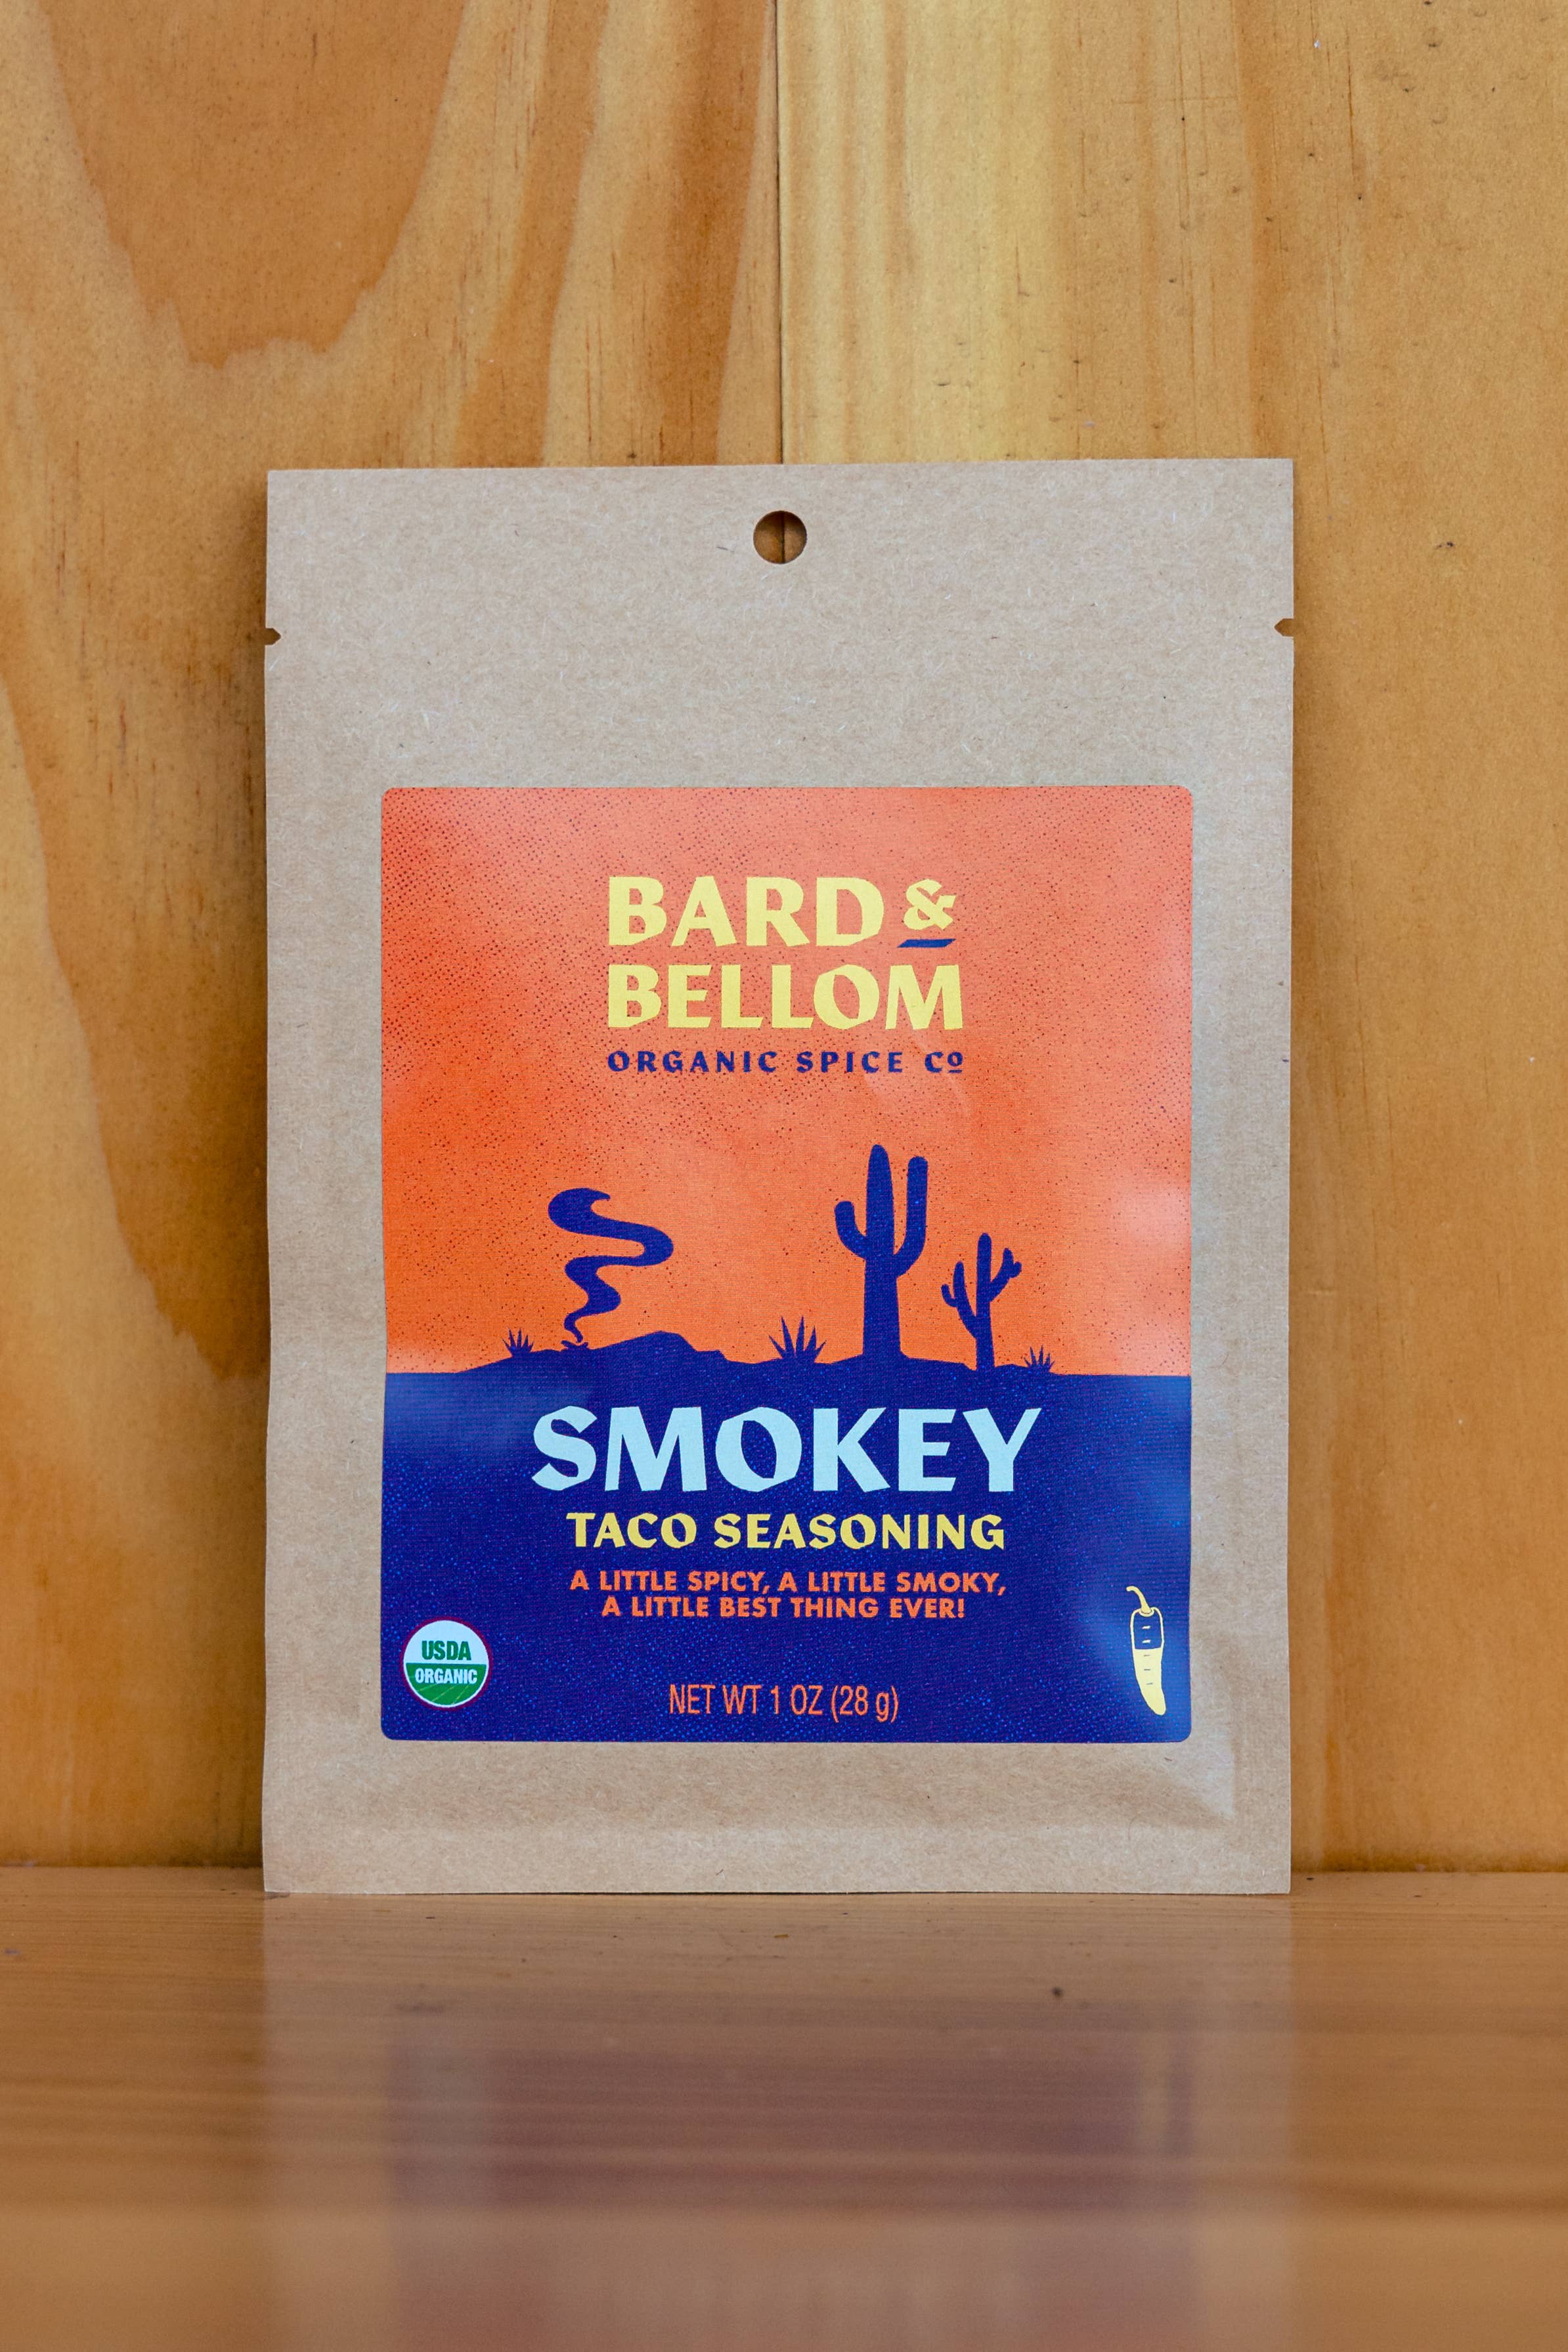 BARD &
BELLOM
ORGANIC SPICE Cº
SMOKEY
TACO SEASONING
A LITTLE SPICY, A LITTLE SMOKY,
A LITTLE BEST THING EVER!
USDA
ORGANIC
NET WT 1 OZ (28 g)